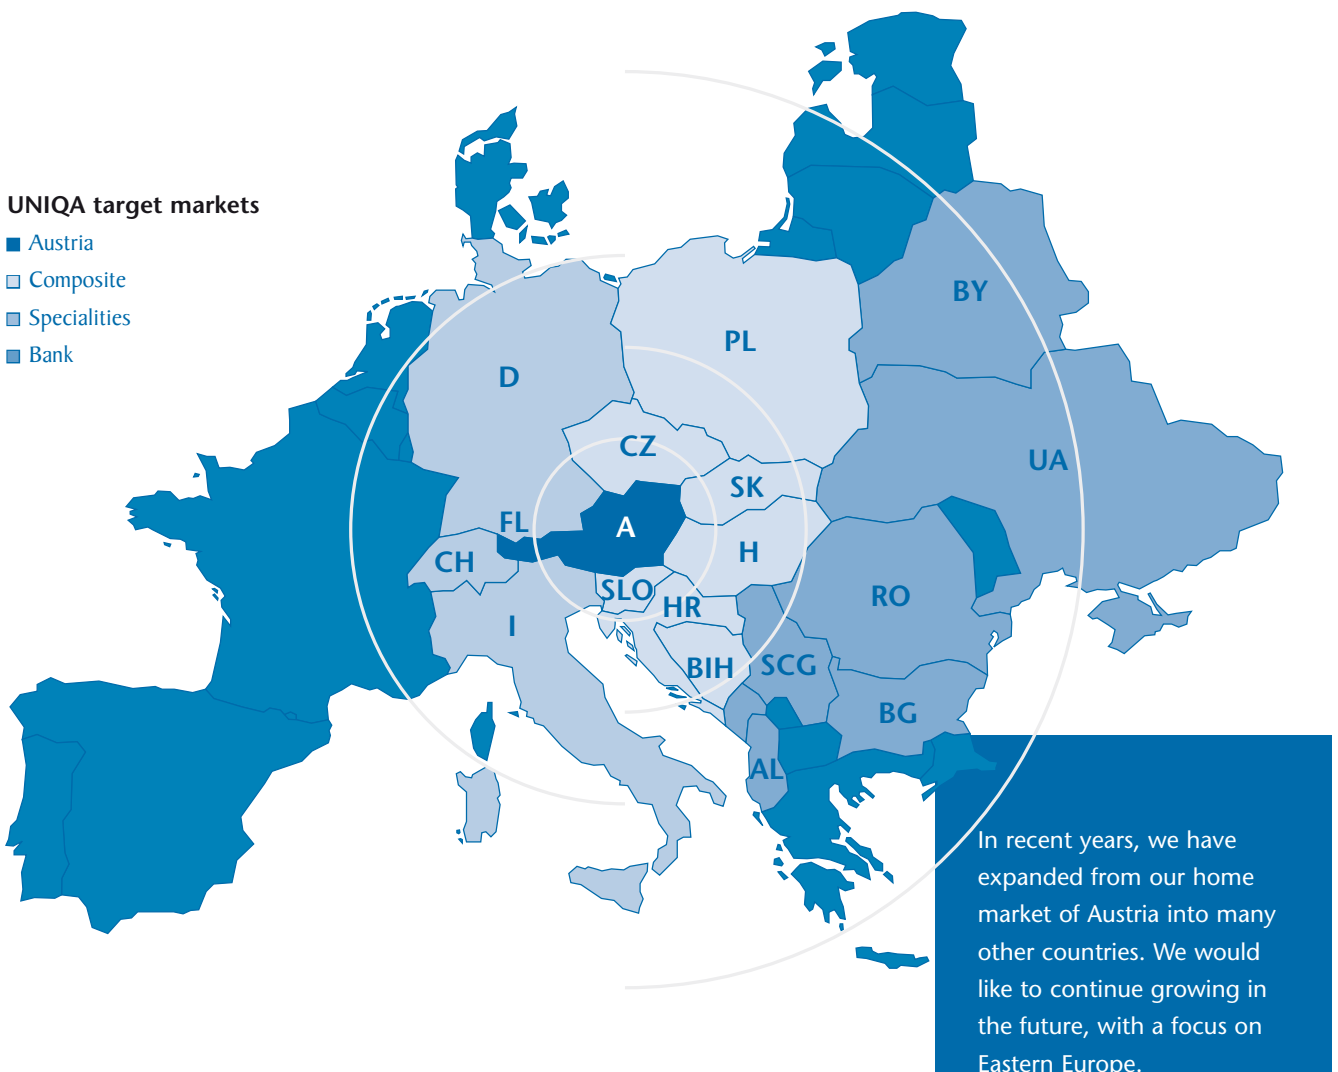 UNIQA target markets
Austria
Composite
Specialities
Bank
BY
PL
D
CZ
UA
SK
FL
A
H
CH
SLO
RO
HR
I
BIH
SCG
BG
AL
In recent years, we have
expanded from our home
market of Austria into many
other countries. We would
like to continue growing in
the future, with a focus on
Eastern Europe.